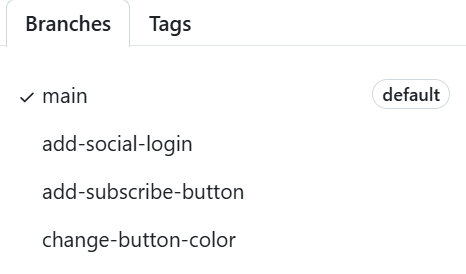 Branches Tags
main default
add-social-login
add-subscribe-button
change-button-color